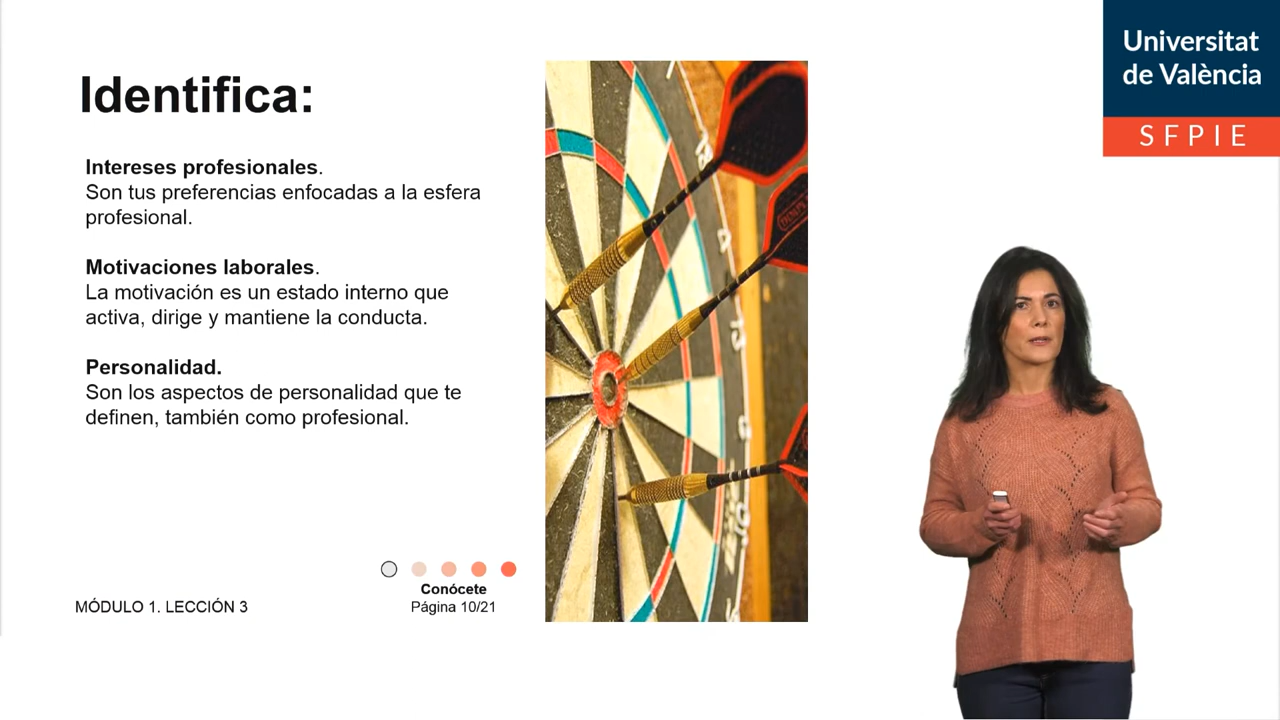 Universitat
de València
SFPIE
Identifica:
Intereses profesionales.
Son tus preferencias enfocadas a la esfera
profesional.
Motivaciones laborales.
La motivación es un estado interno que
activa, dirige y mantiene la conducta.
Personalidad.
Son los aspectos de personalidad que te
definen, también como profesional.
Conócete
Página 10/21
MÓDULO 1. LECCIÓN 3